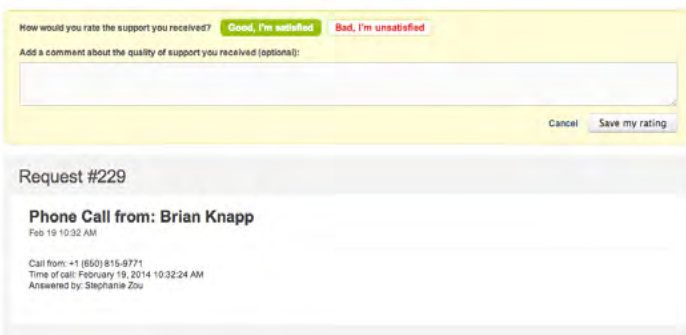 How would you rate the support you received? Good, I'm satisfied Bad, I'm unsatisfied
Add a comment about the quality of support you received (optional):
Cancel Save my rating
Request #229
Phone Call from: Brian Knapp
Feb 19 10:32 AM
Call from: +1 (650) 815-9771
Time of call: February 19, 2014 10:32:24 AM
Answered by: Stephanie Zou